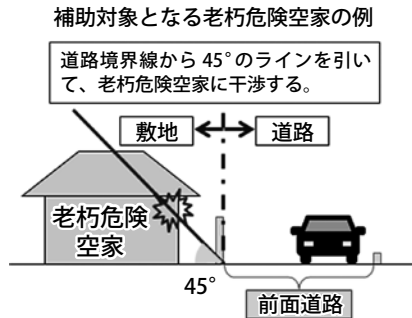 補助対象となる老朽危険空家の例
道路境界線から45°のラインを引い
て、老朽危険空家に干渉する。
敷地
道路
老朽危険
空家
45°
前面道路